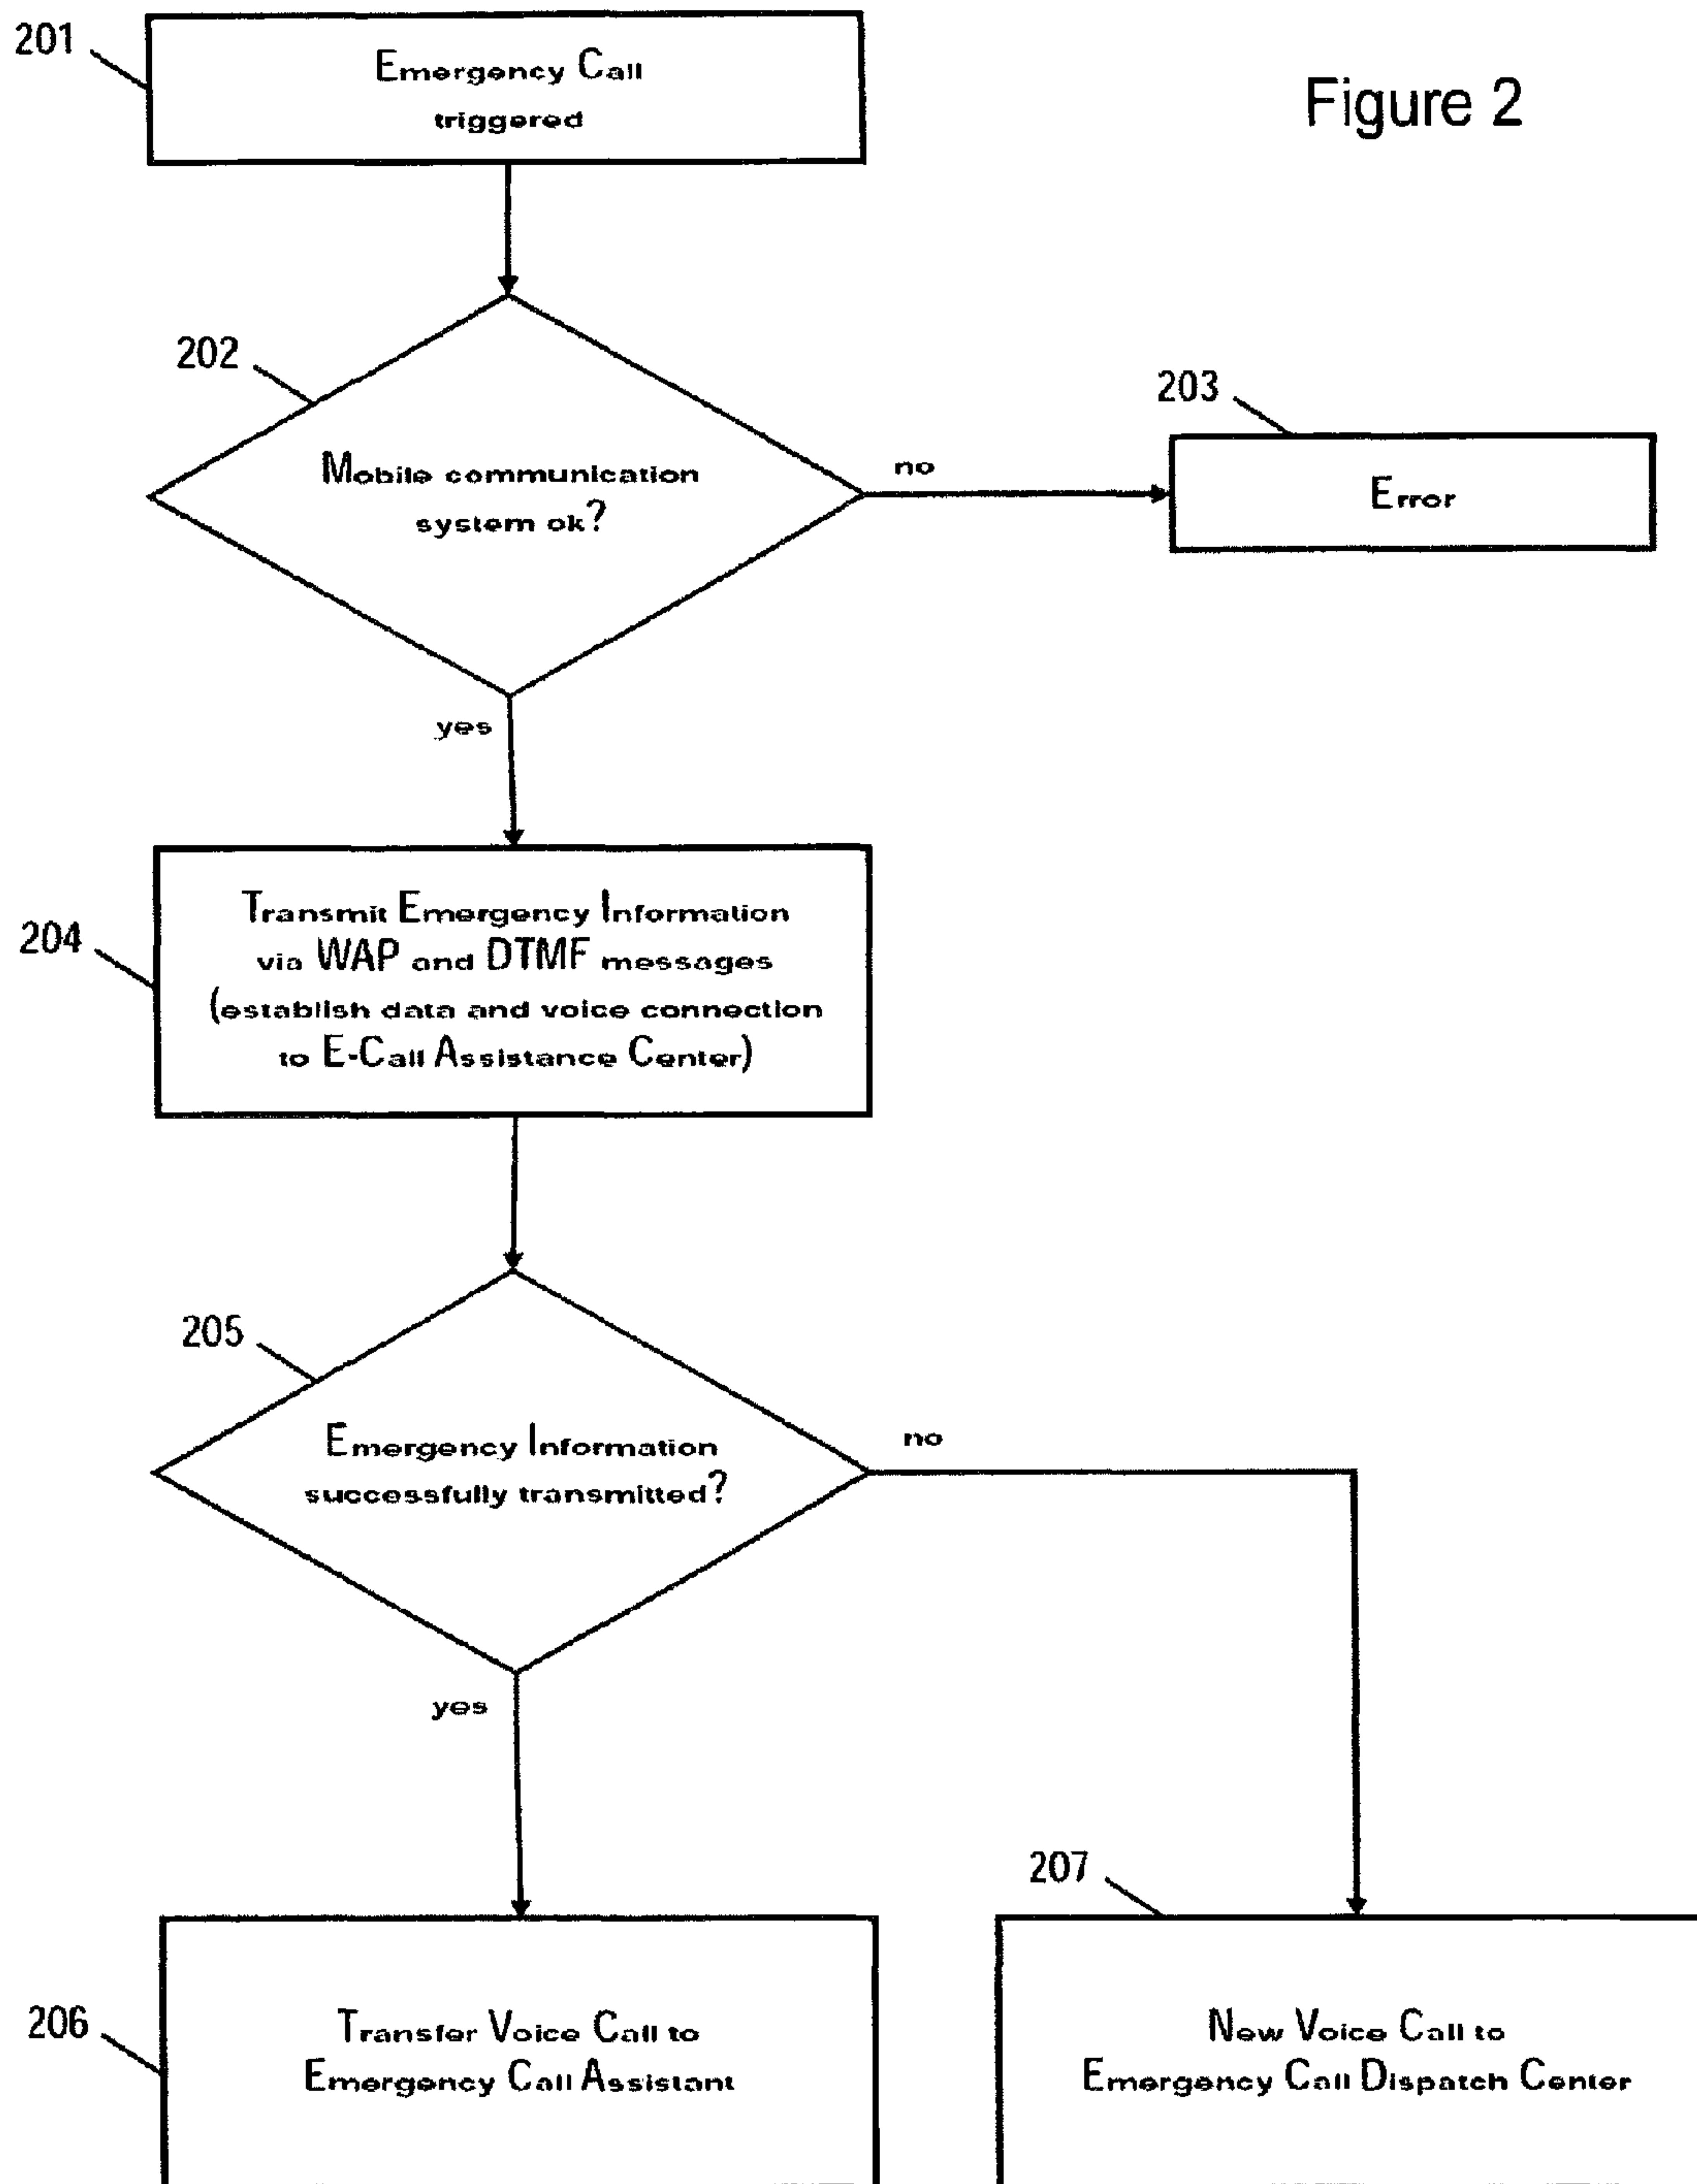 201
Emergency Call
triggered
Figure 2
202
Mobile communication
system ok?
no
203
Error
yes
204
Transmit Emergency Information
via WAP and DTMF messages
(establish data and voice connection
to E-Call Assistance Center)
205
Emergency Information
successfully transmitted?
no
yes
206
Transfer Voice Call to
Emergency Call Assistant
207
New Voice Call to
Emergency Call Dispatch Center